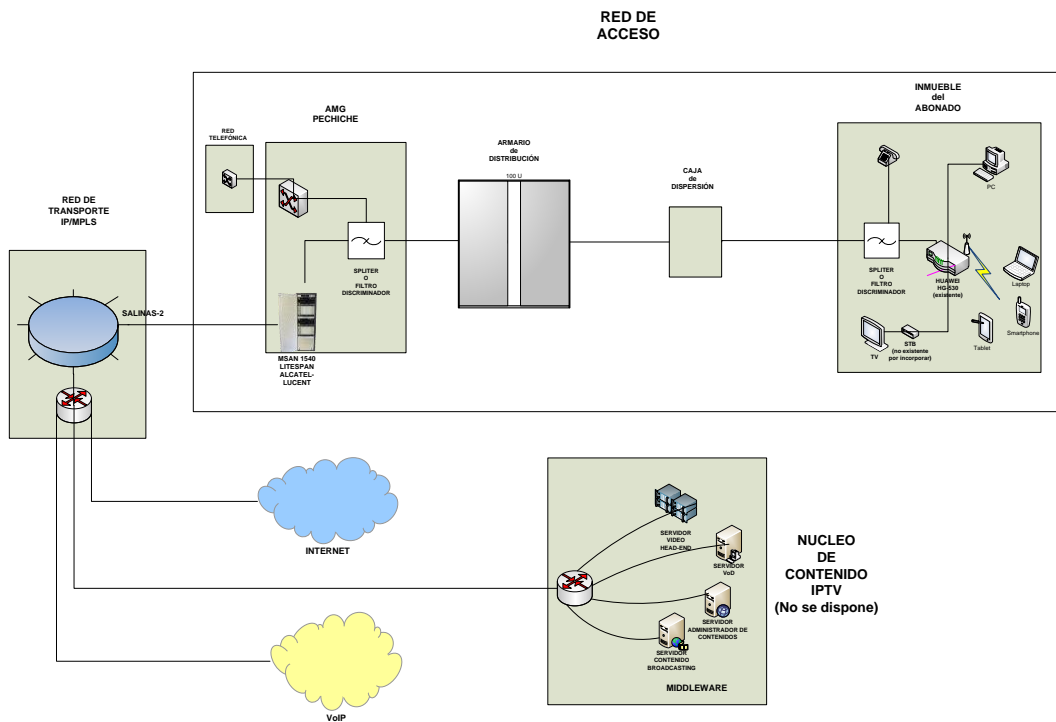 RED DE
ACCESO
INMUEBLE
del
ABONADO
AMG
PECHICHE
RED
TELEFÓNICA
ARMARIO
de
DISTRIBUCIÓN
100 U
CAJA
de
DISPERSIÓN
PC
RED DE
TRANSPORTE
IP/MPLS
SPLITER
O
FILTRO
DISCRIMINADOR
SPLITER
O
FILTRO
DISCRIMINADOR
HUAWEI
HG-530
(existente)
Laptop
SALINAS-2
Smartphone
Tablet
TV
STB
(no existente
por incorporar)
MSAN 1540
LITESPAN
ALCATEL-
LUCENT
INTERNET
SERVIDOR
VIDEO
HEAD-END
SERVIDOR
VoD
NUCLEO
DE
CONTENIDO
IPTV
(No se dispone)
SERVIDOR
ADMINISTRADOR DE
CONTENIDOS
SERVIDOR
CONTENIDO
BROADCASTING
MIDDLEWARE
VoIP